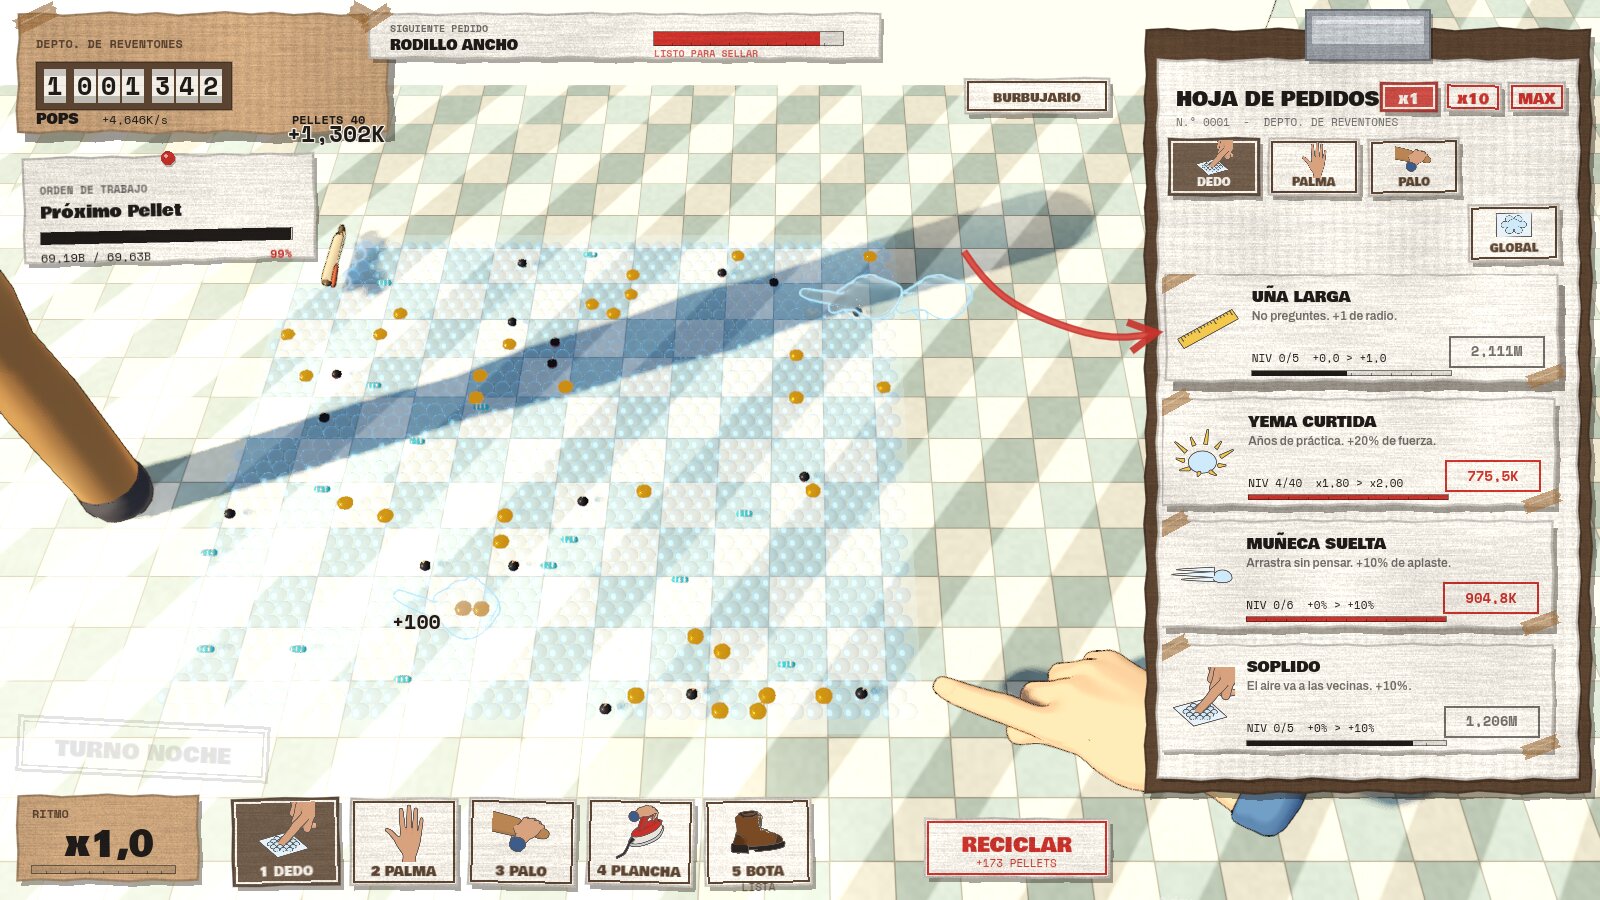 DEPTO. DE REVENTONES
1 001 342
POPS +4,646K/s
PELLETS 40
+1,302K
SIGUIENTE PEDIDO
RODILLO ANCHO
LISTO PARA SELLAR
BURBUJARIO
ORDEN DE TRABAJO
Próximo Pellet
69.19B / 69.63B
99%
HOJA DE PEDIDOS
x1
x10
MAX
N.° 0001 - DEPTO. DE REVENTONES
DEDO
PALMA
PALO
GLOBAL
UÑA LARGA
No preguntes. +1 de radio.
NIV 0/5 +0,0 > +1,0
2,111M
YEMA CURTIDA
Años de práctica. +20% de fuerza.
NIV 4/40 x1,80 > x2,00
775,5K
MUÑECA SUELTA
Arrastra sin pensar. +10% de aplaste.
NIV 0/6 +0% > +10%
904,8K
SOPLIDO
El aire va a las vecinas. +10%.
NIV 0/5 +0% > +10%
1,206M
+100
TURNO NOCHE
RITMO
x1,0
1 DEDO
2 PALMA
3 PALO
4 PLANCHA
5 BOTA
LISTA
RECICLAR
+173 PELLETS